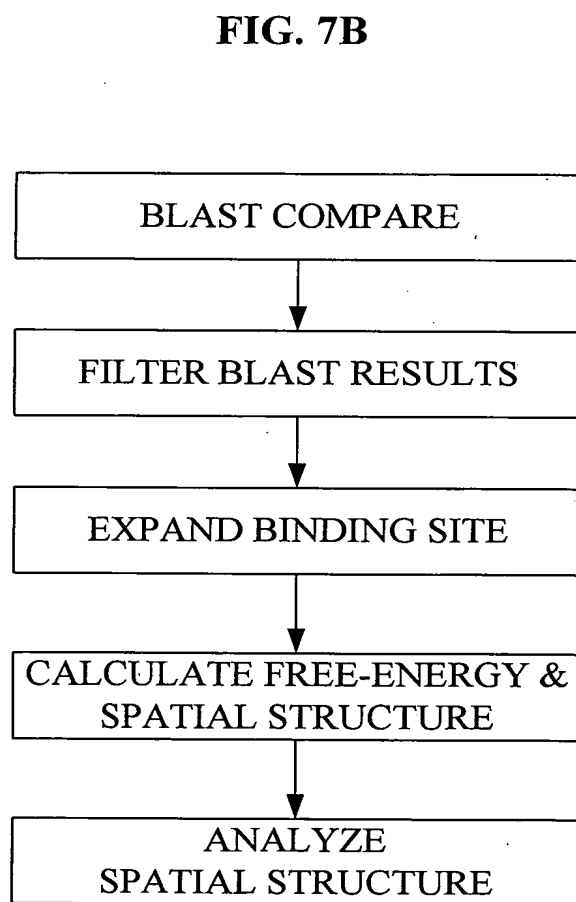 FIG. 7B
BLAST COMPARE
FILTER BLAST RESULTS
EXPAND BINDING SITE
CALCULATE FREE-ENERGY &
SPATIAL STRUCTURE
ANALYZE
SPATIAL STRUCTURE